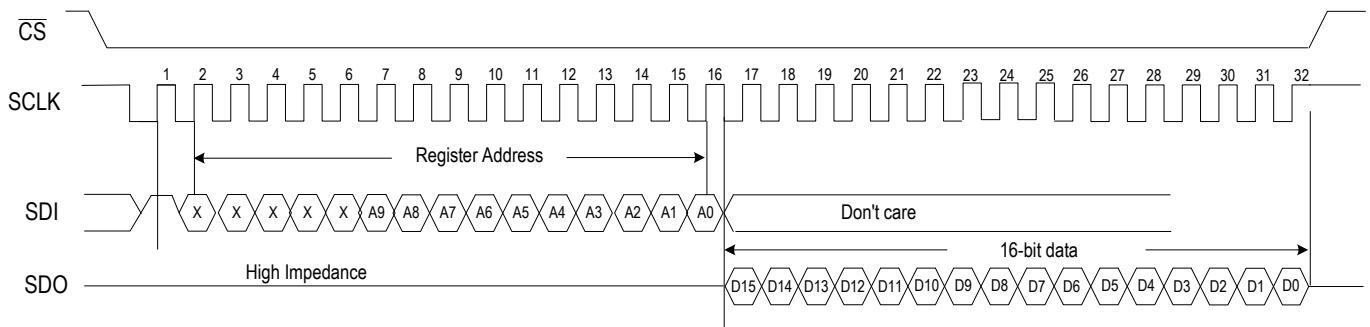 CS
1 2 3 4 5 6 7 8 9 10 11 12 13 14 15 16 17 18 19 20 21 22 23 24 25 26 27 28 29 30 31 32
SCLK
Register Address
SDI X X X X X A9 A8 A7 A6 A5 A4 A3 A2 A1 A0 Don't care
16-bit data
High Impedance
SDO D15 D14 D13 D12 D11 D10 D9 D8 D7 D6 D5 D4 D3 D2 D1 D0